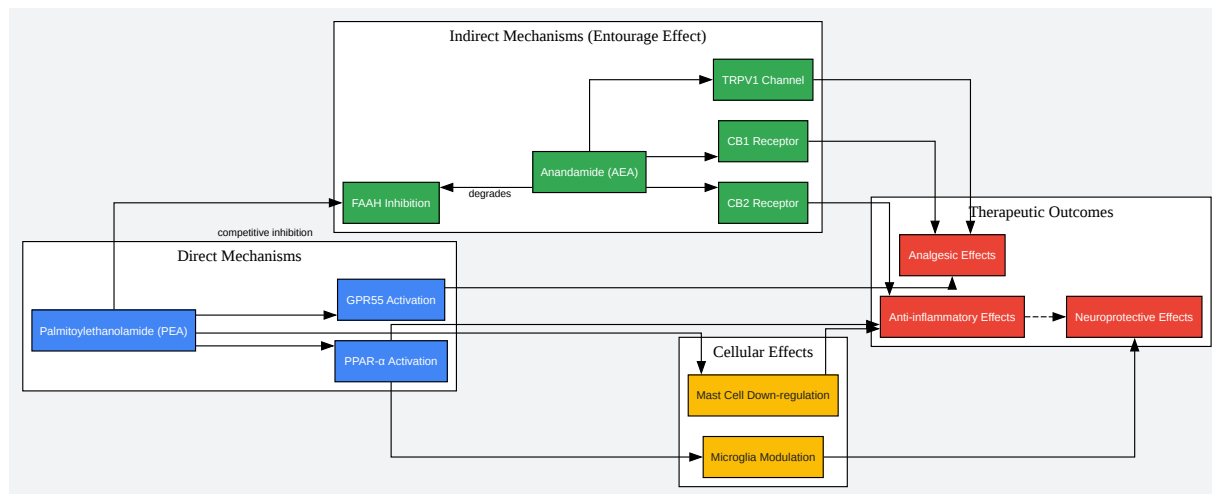 Indirect Mechanisms (Entourage Effect)
TRPV1 Channel
CB1 Receptor
Anandamide (AEA)
CB2 Receptor
FAAH Inhibition
degrades
competitive inhibition
Direct Mechanisms
GPR55 Activation
Palmitoylethanolamide (PEA)
PPAR-α Activation
Therapeutic Outcomes
Analgesic Effects
Anti-inflammatory Effects
Neuroprotective Effects
Cellular Effects
Mast Cell Down-regulation
Microglia Modulation